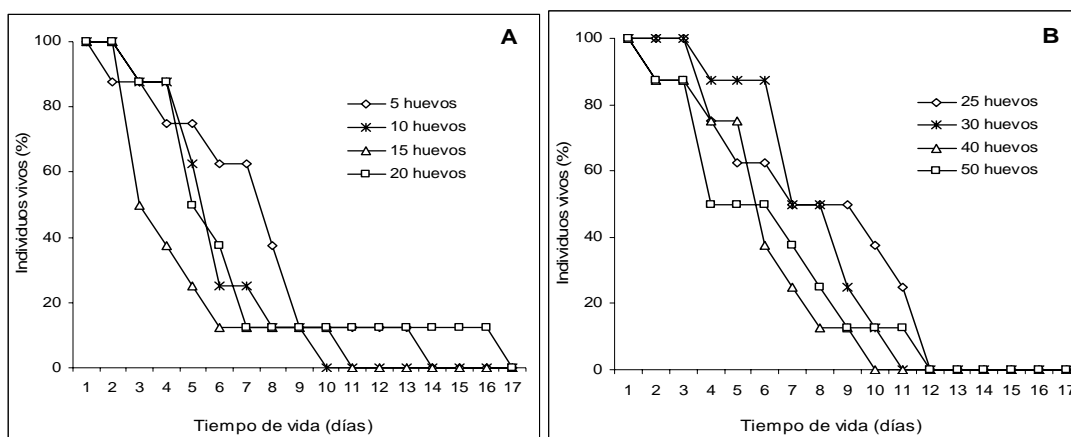 A
Individuos vivos (%)
100
80
60
40
20
0
5 huevos
10 huevos
15 huevos
20 huevos
1 2 3 4 5 6 7 8 9 10 11 12 13 14 15 16 17
Tiempo de vida (días)
B
Individuos vivos (%)
100
80
60
40
20
0
25 huevos
30 huevos
40 huevos
50 huevos
1 2 3 4 5 6 7 8 9 10 11 12 13 14 15 16 17
Tiempo de vida (días)